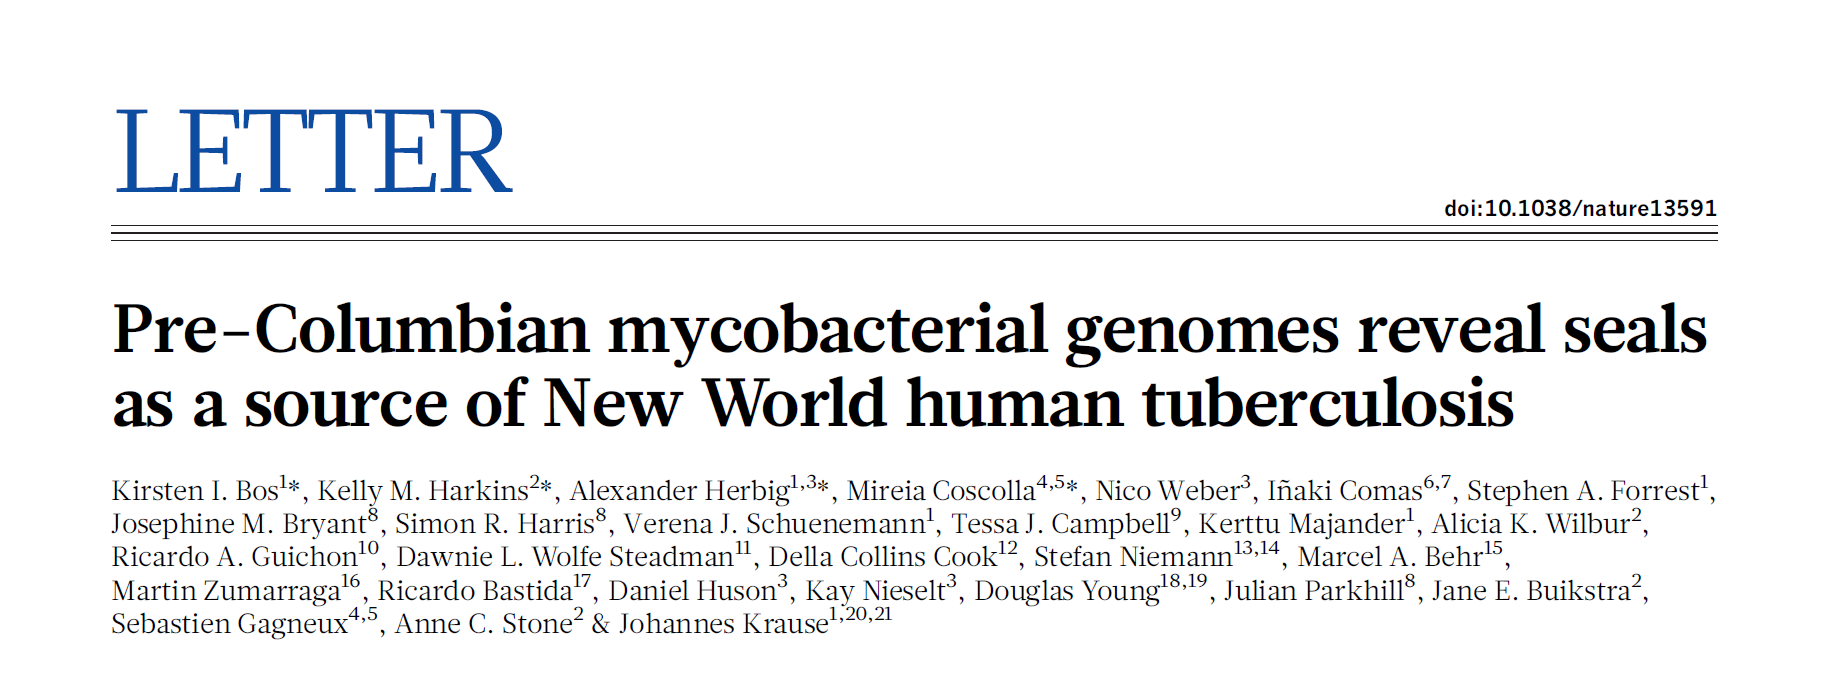 LETTER
doi:10.1038/nature13591
Pre-Columbian mycobacterial genomes reveal seals
as a source of New World human tuberculosis
Kirsten I. Bos1*, Kelly M. Harkins2*, Alexander Herbig1,3*, Mireia Coscolla4,5*, Nico Weber3, Iñaki Comas6,7, Stephen A. Forrest1,
Josephine M. Bryant8, Simon R. Harris8, Verena J. Schuenemann1, Tessa J. Campbell9, Kerttu Majander1, Alicia K. Wilbur2,
Ricardo A. Guichon10, Dawnie L. Wolfe Steadman11, Della Collins Cook12, Stefan Niemann13,14, Marcel A. Behr15,
Martin Zumarraga16, Ricardo Bastida17, Daniel Huson3, Kay Nieselt3, Douglas Young18,19, Julian Parkhill8, Jane E. Buikstra2,
Sebastien Gagneux4,5, Anne C. Stone2 & Johannes Krause1,20,21